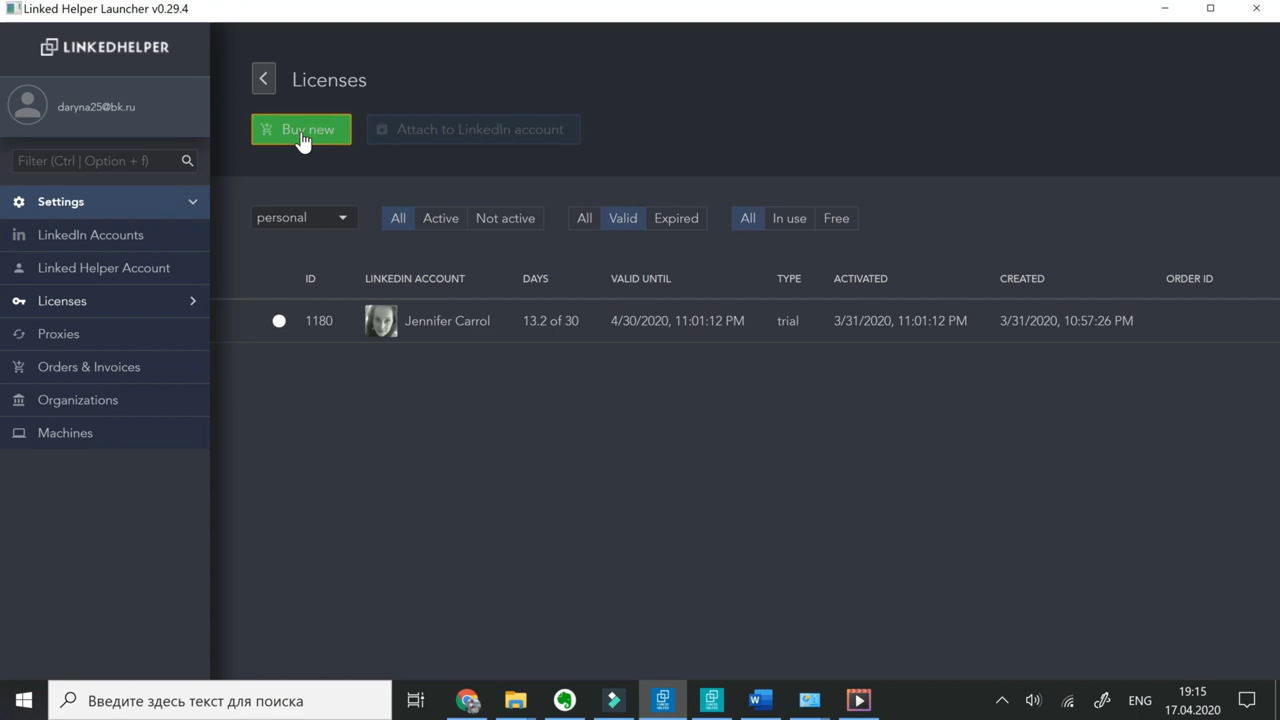 Linked Helper Launcher v0.29.4
LINKEDHELPER
daryna25@bk.ru
Filter (Ctrl | Option + f)
Settings
LinkedIn Accounts
Linked Helper Account
Licenses
Proxies
Orders & Invoices
Organizations
Machines
Licenses
Buy new
Attach to LinkedIn account
personal
All Active Not active
All Valid Expired
All In use Free
ID LINKEDIN ACCOUNT DAYS VALID UNTIL TYPE ACTIVATED CREATED ORDER ID
1180 Jennifer Carrol 13.2 of 30 4/30/2020, 11:01:12 PM trial 3/31/2020, 11:01:12 PM 3/31/2020, 10:57:26 PM
Введите здесь текст для поиска
ENG
19:15
17.04.2020